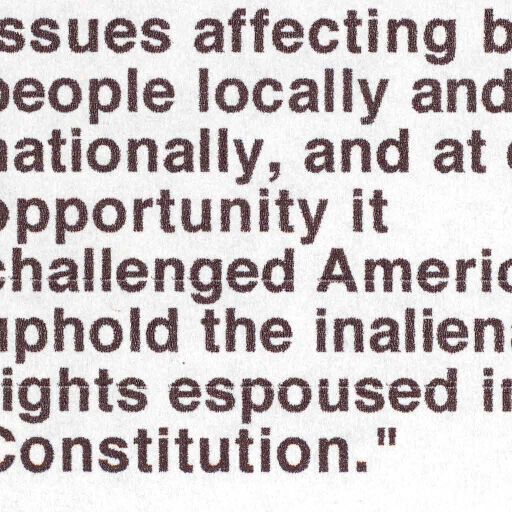 issues affecting b
people locally and
nationally, and at
opportunity it
challenged Americ
uphold the inaliena
rights espoused in
Constitution."